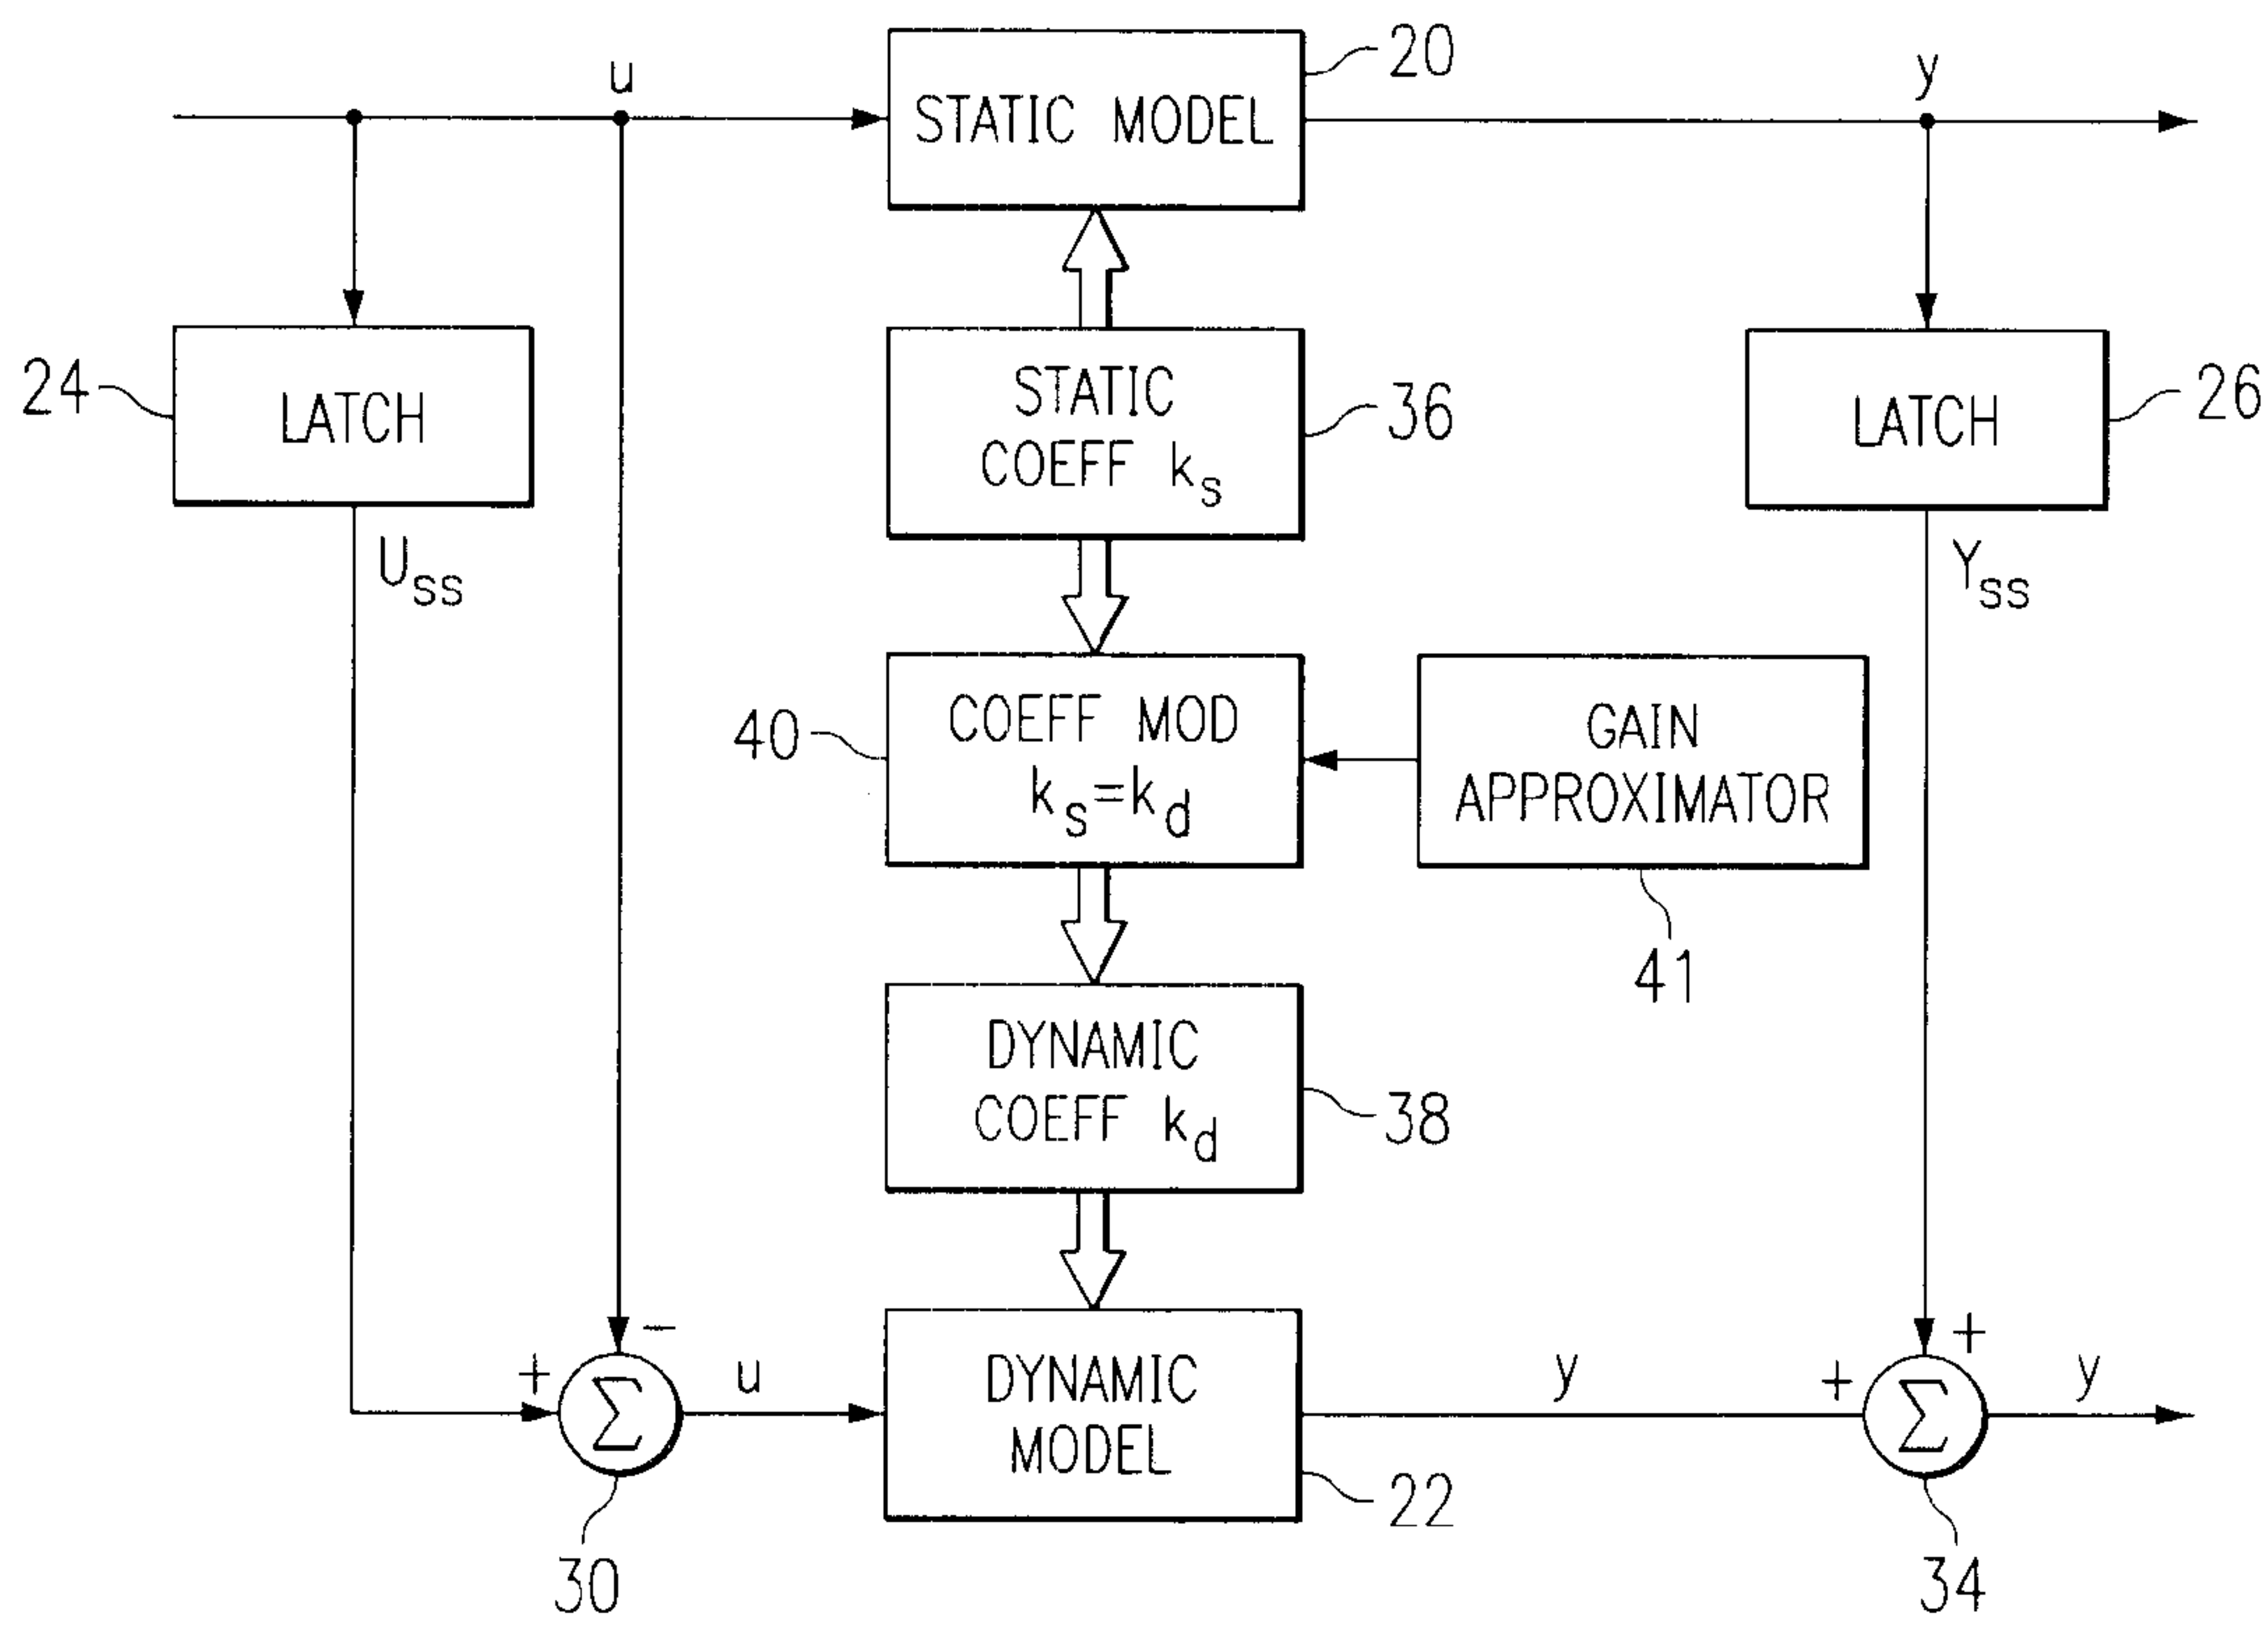 u
STATIC MODEL
20
y
24
LATCH
STATIC
COEFF k_s
36
LATCH
26
U_ss
Y_ss
40
COEFF MOD
k_s=k_d
GAIN
APPROXIMATOR
41
DYNAMIC
COEFF k_d
38
−
+
Σ
30
u
DYNAMIC
MODEL
22
y
+
+
Σ
34
y